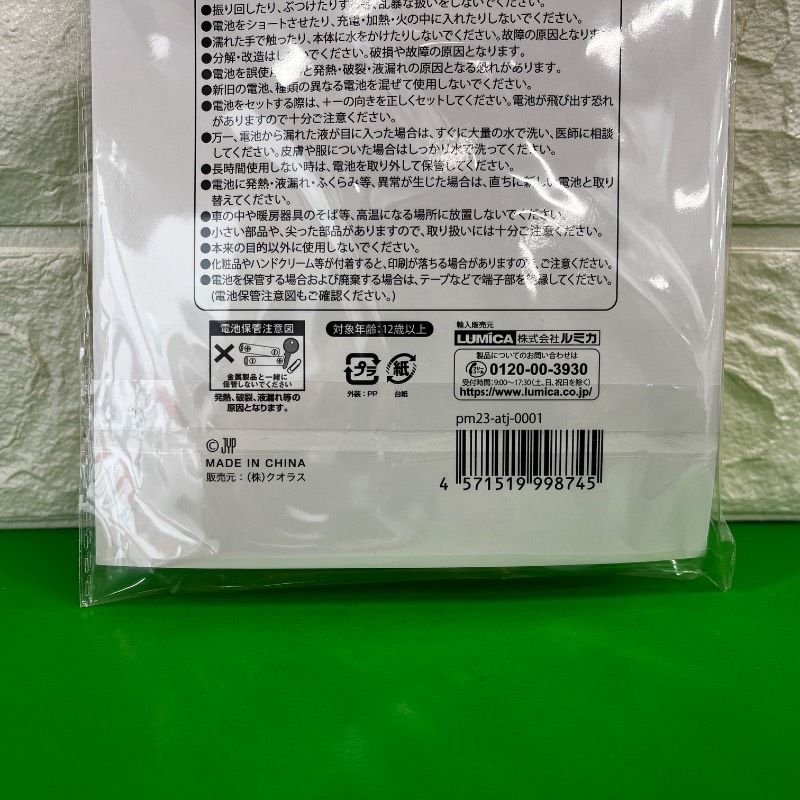 ●振り回したり、ぶつけたりするなど、乱暴な扱いをしないでください。
●電池をショートさせたり、充電・加熱・火の中に入れたりしないでください。
●濡れた手で触ったり、本体に水をかけたりしないでください。故障の原因となります。
●分解・改造はしないでください。破損や故障の原因となります。
●電池を誤使用すると発熱・破裂・液漏れの原因となる恐れがあります。
●新旧の電池、種類の異なる電池を混ぜて使用しないでください。
●電池をセットする際は、+ーの向きを正しくセットしてください。電池が飛び出す恐れ
がありますので十分ご注意ください。
●万一、電池から漏れた液が目に入った場合は、すぐに大量の水で洗い、医師に相談
してください。皮膚や服についた場合はしっかり水で洗ってください。
●長時間使用しない時は、電池を取り外して保管してください。
●電池に発熱・液漏れ・ふくらみ等、異常が生じた場合は、直ちに新しい電池と取り
替えてください。
●車の中や暖房器具のそば等、高温になる場所に放置しないでください。
●小さい部品や、尖った部品がありますので、取り扱いには十分ご注意ください。
●本来の目的以外に使用しないでください。
●化粧品やハンドクリーム等が付着すると、印刷が落ちる場合がありますので、ご注意ください。
●電池を保管する場合および廃棄する場合は、テープなどで端子部を絶縁してください。
(電池保管注意図もご確認ください。)
電池保管注意図
金属製品と一緒に
保管しないでください
発熱、破裂、液漏れ等の
原因となります。
対象年齢:12歳以上
プラ
紙
外装:PP
台紙
輸入販売元
LUMICA 株式会社 ルミカ
製品についてのお問い合わせは
0120-00-3930
受付時間:9:00〜17:30(土、日、祝日を除く)
https://www.lumica.co.jp/
pm23-atj-0001
4 571519 998745
© JYP
MADE IN CHINA
販売元:(株)クオラス